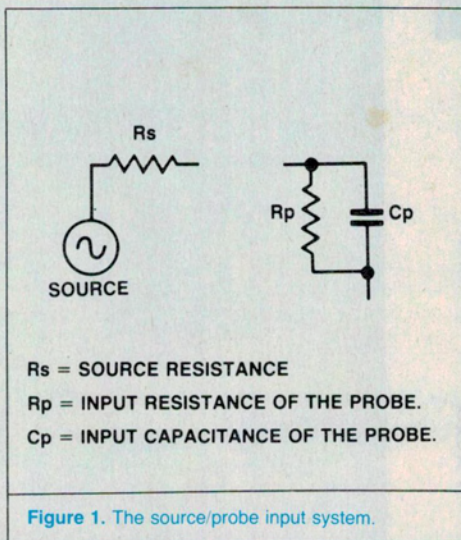 Rs
Rp
Cp
SOURCE
Rs = SOURCE RESISTANCE
Rp = INPUT RESISTANCE OF THE PROBE.
Cp = INPUT CAPACITANCE OF THE PROBE.
Figure 1. The source/probe input system.